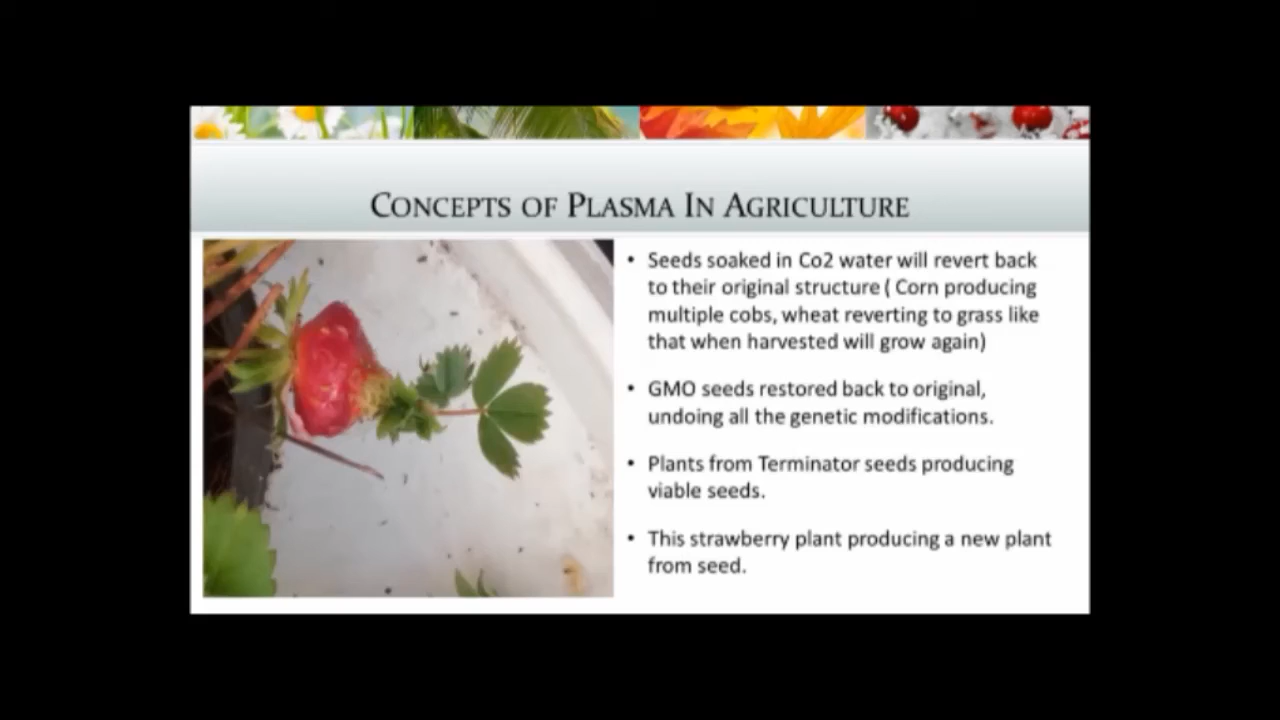 CONCEPTS OF PLASMA IN AGRICULTURE
• Seeds soaked in Co2 water will revert back
to their original structure ( Corn producing
multiple cobs, wheat reverting to grass like
that when harvested will grow again)
• GMO seeds restored back to original,
undoing all the genetic modifications.
• Plants from Terminator seeds producing
viable seeds.
• This strawberry plant producing a new plant
from seed.